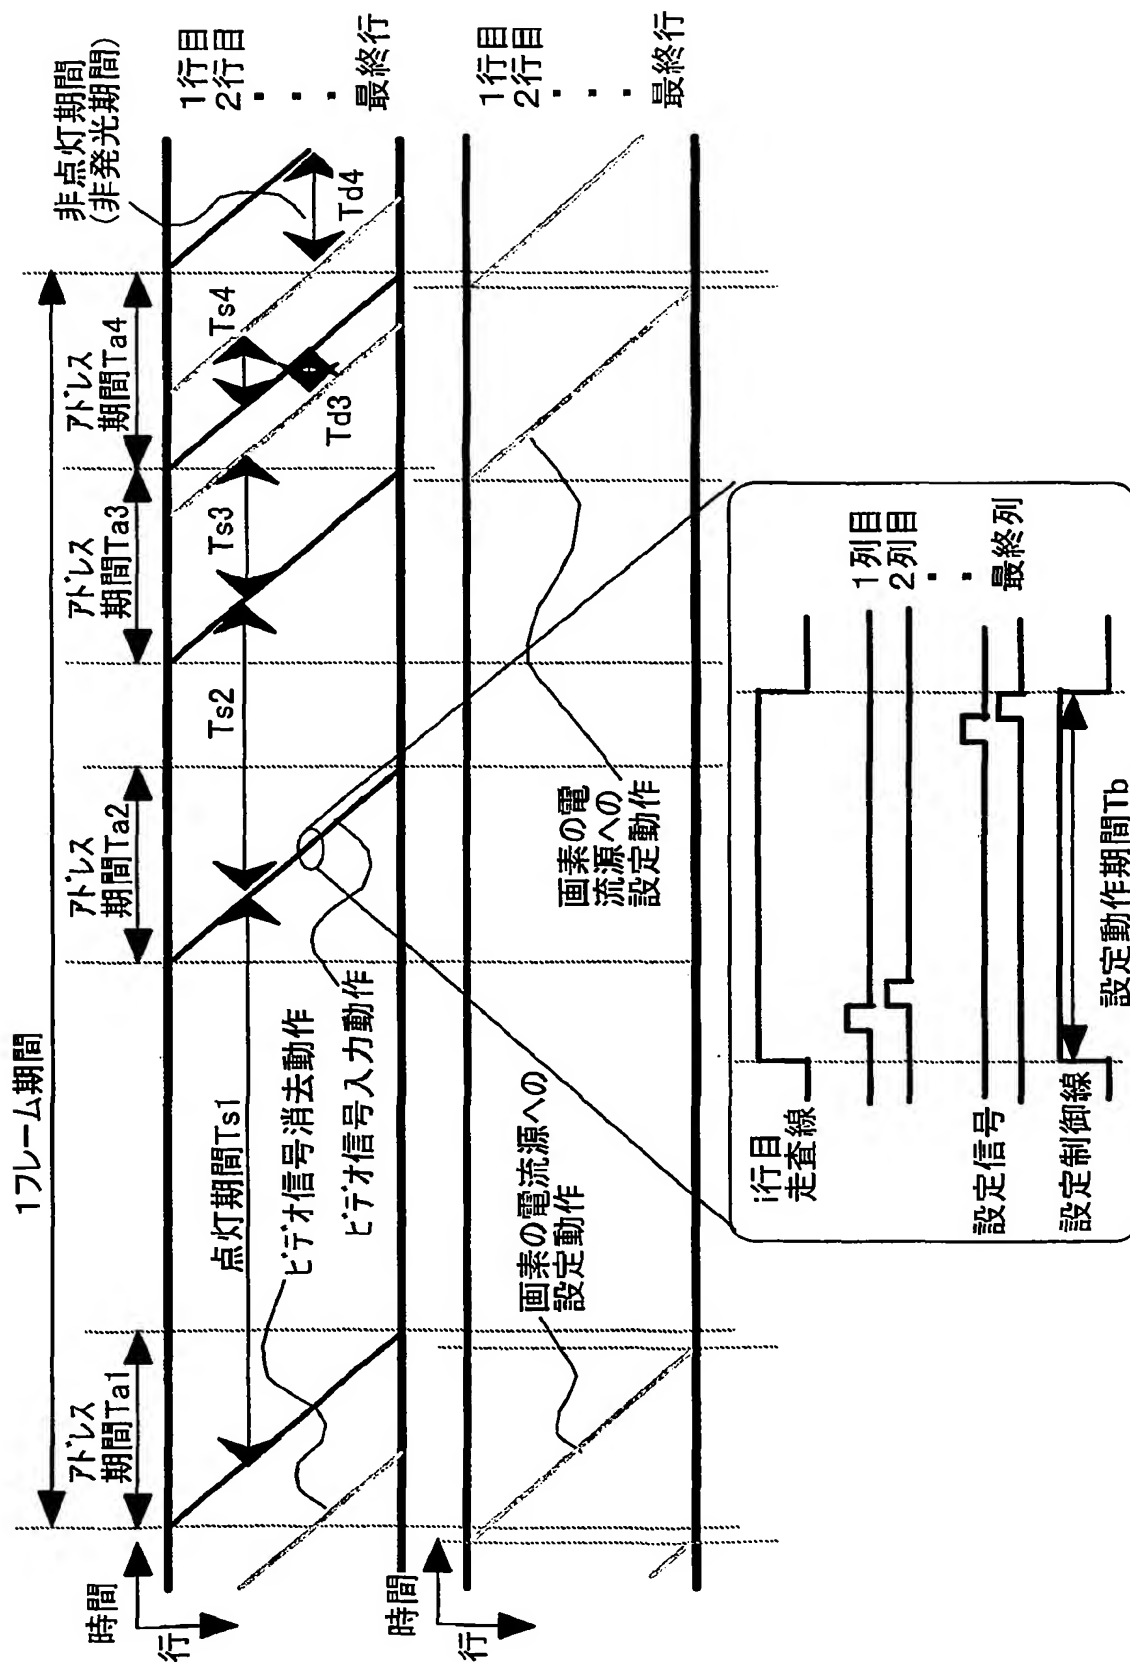 1フレーム期間
アドレス
期間Ta1
アドレス
期間Ta2
アドレス
期間Ta3
アドレス
期間Ta4
非点灯期間
(非発光期間)
時間
行
点灯期間Ts1
Ts2
Ts3
Ts4
Td3
Td4
ビデオ信号消去動作
ビデオ信号入力動作
1行目
2行目
・
・
・
最終行
時間
行
画素の電流源への
設定動作
画素の電
流源への
設定動作
1行目
2行目
・
・
・
最終行
i行目
走査線
設定信号
設定制御線
1列目
2列目
・
・
最終列
設定動作期間Tb